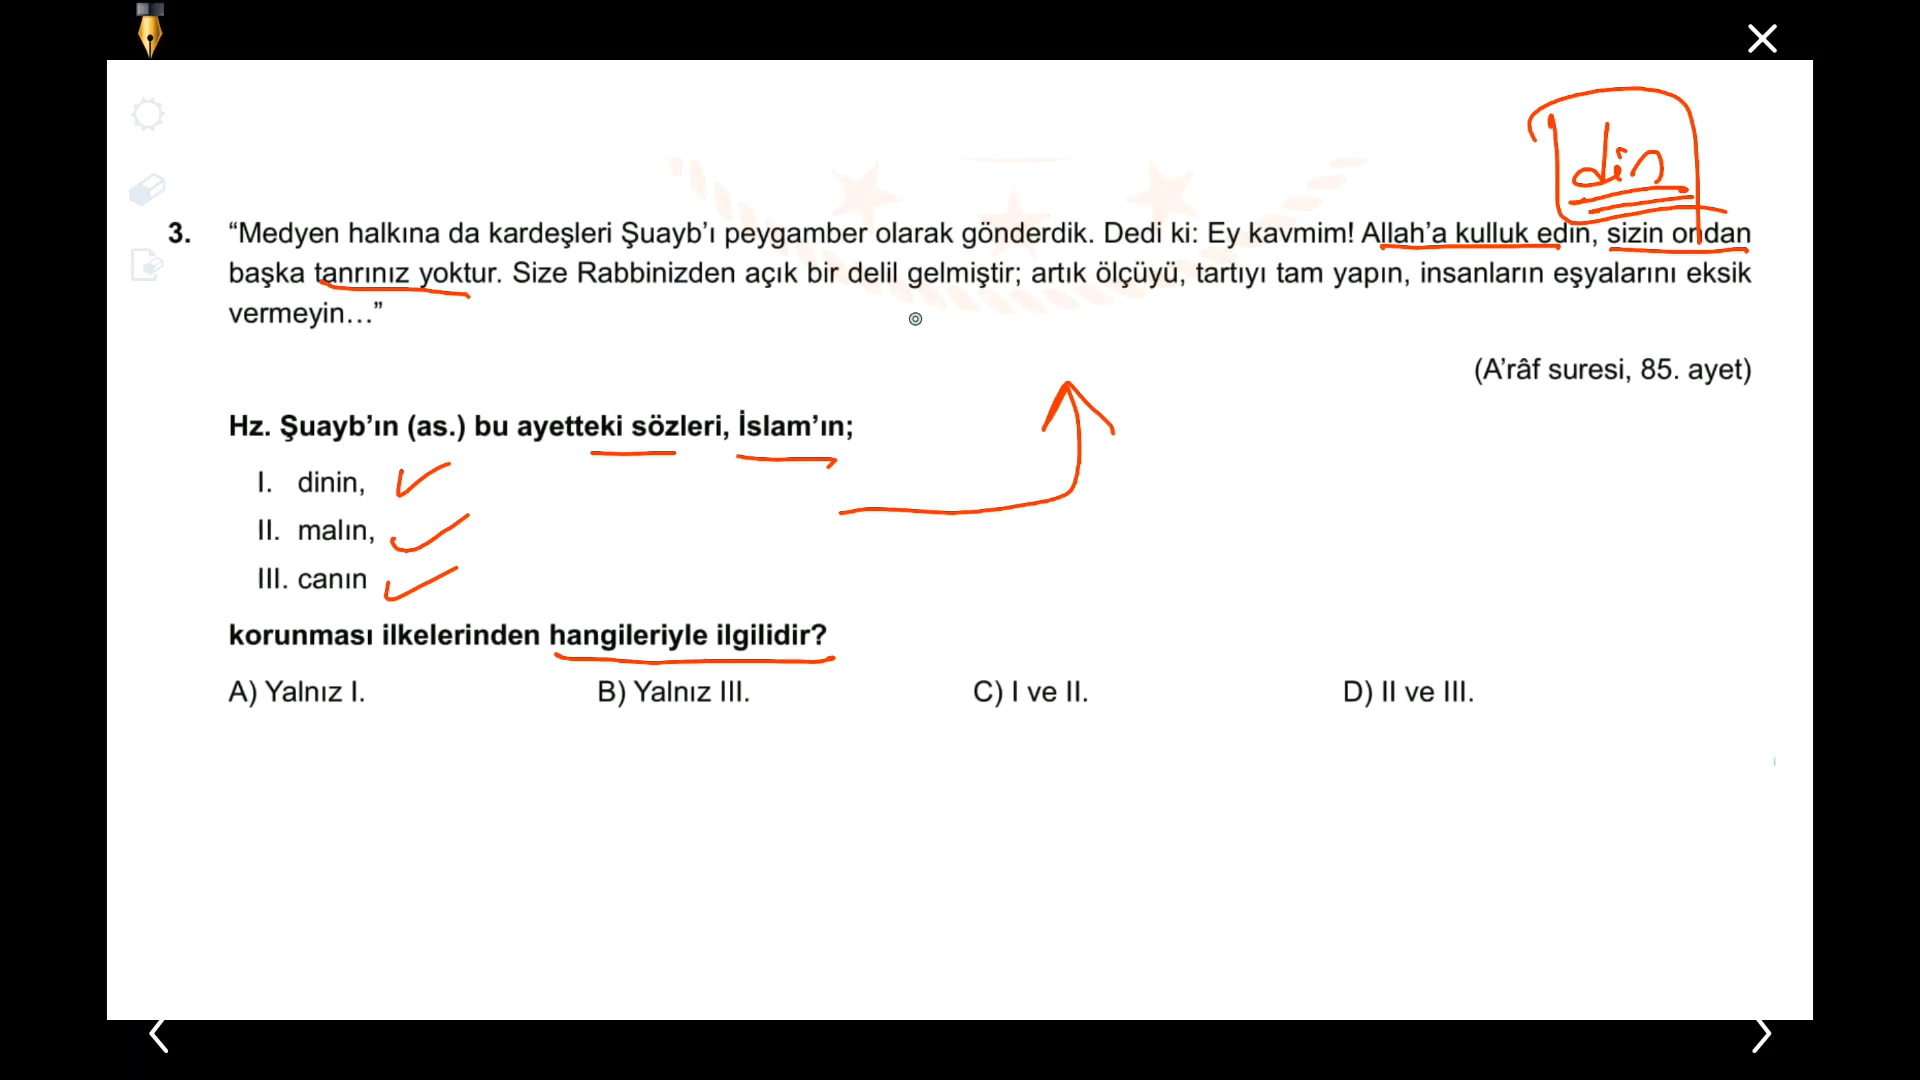 din
3. “Medyen halkına da kardeşleri Şuayb’ı peygamber olarak gönderdik. Dedi ki: Ey kavmim! Allah’a kulluk edin, sizin ondan
başka tanrınız yoktur. Size Rabbinizden açık bir delil gelmiştir; artık ölçüyü, tartıyı tam yapın, insanların eşyalarını eksik
vermeyin…”
(A’râf suresi, 85. ayet)
Hz. Şuayb’ın (as.) bu ayetteki sözleri, İslam’ın;
I. dinin,
II. malın,
III. canın
korunması ilkelerinden hangileriyle ilgilidir?
A) Yalnız I. B) Yalnız III. C) I ve II. D) II ve III.